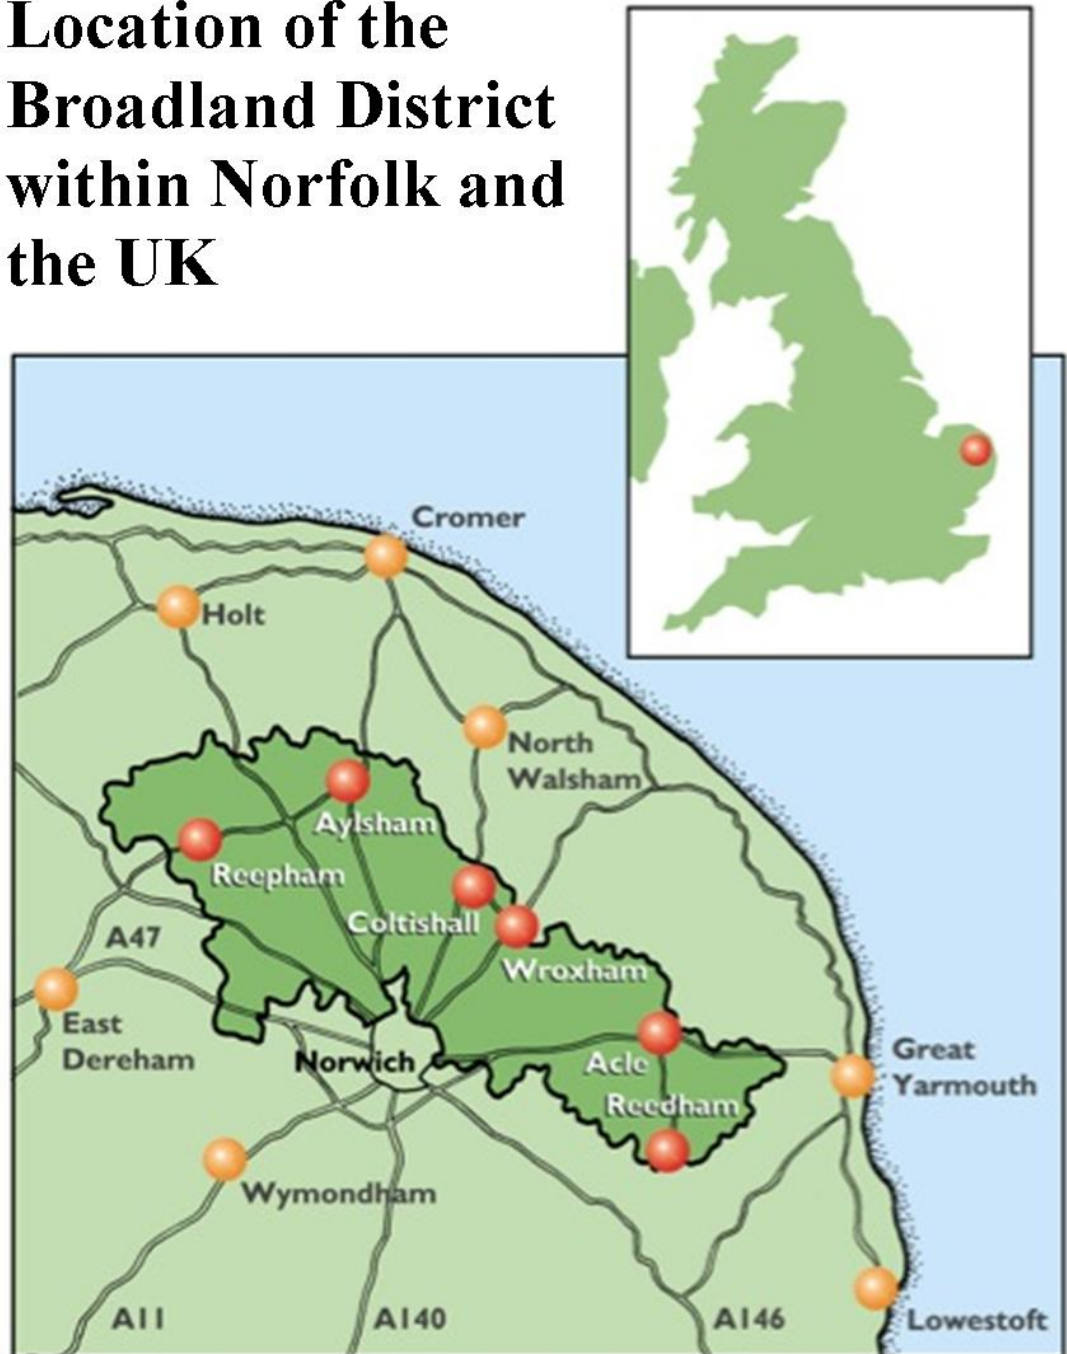 Location of the
Broadland District
within Norfolk and
the UK
Cromer
Holt
North
Walsham
Aylsham
Reepham
Coltishall
A47
Wroxham
East
Dereham
Norwich
Acle
Great
Yarmouth
Reedham
Wymondham
A11
A140
A146
Lowestoft